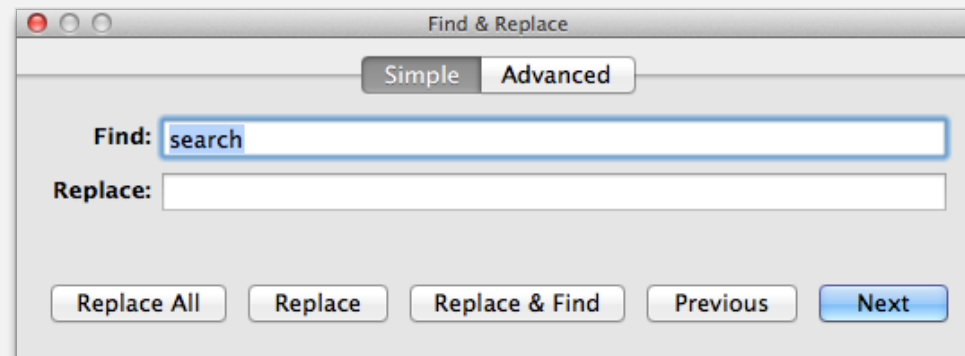 Find & Replace
Simple Advanced
Find: search
Replace:
Replace All Replace Replace & Find Previous Next